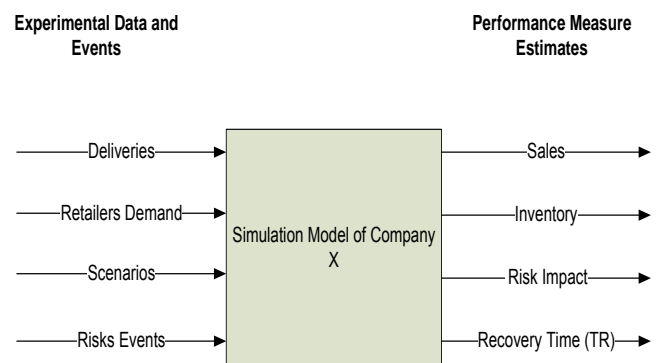 Experimental Data and
Events
Performance Measure
Estimates
Deliveries
Retailers Demand
Scenarios
Risks Events
Simulation Model of Company
X
Sales
Inventory
Risk Impact
Recovery Time (TR)